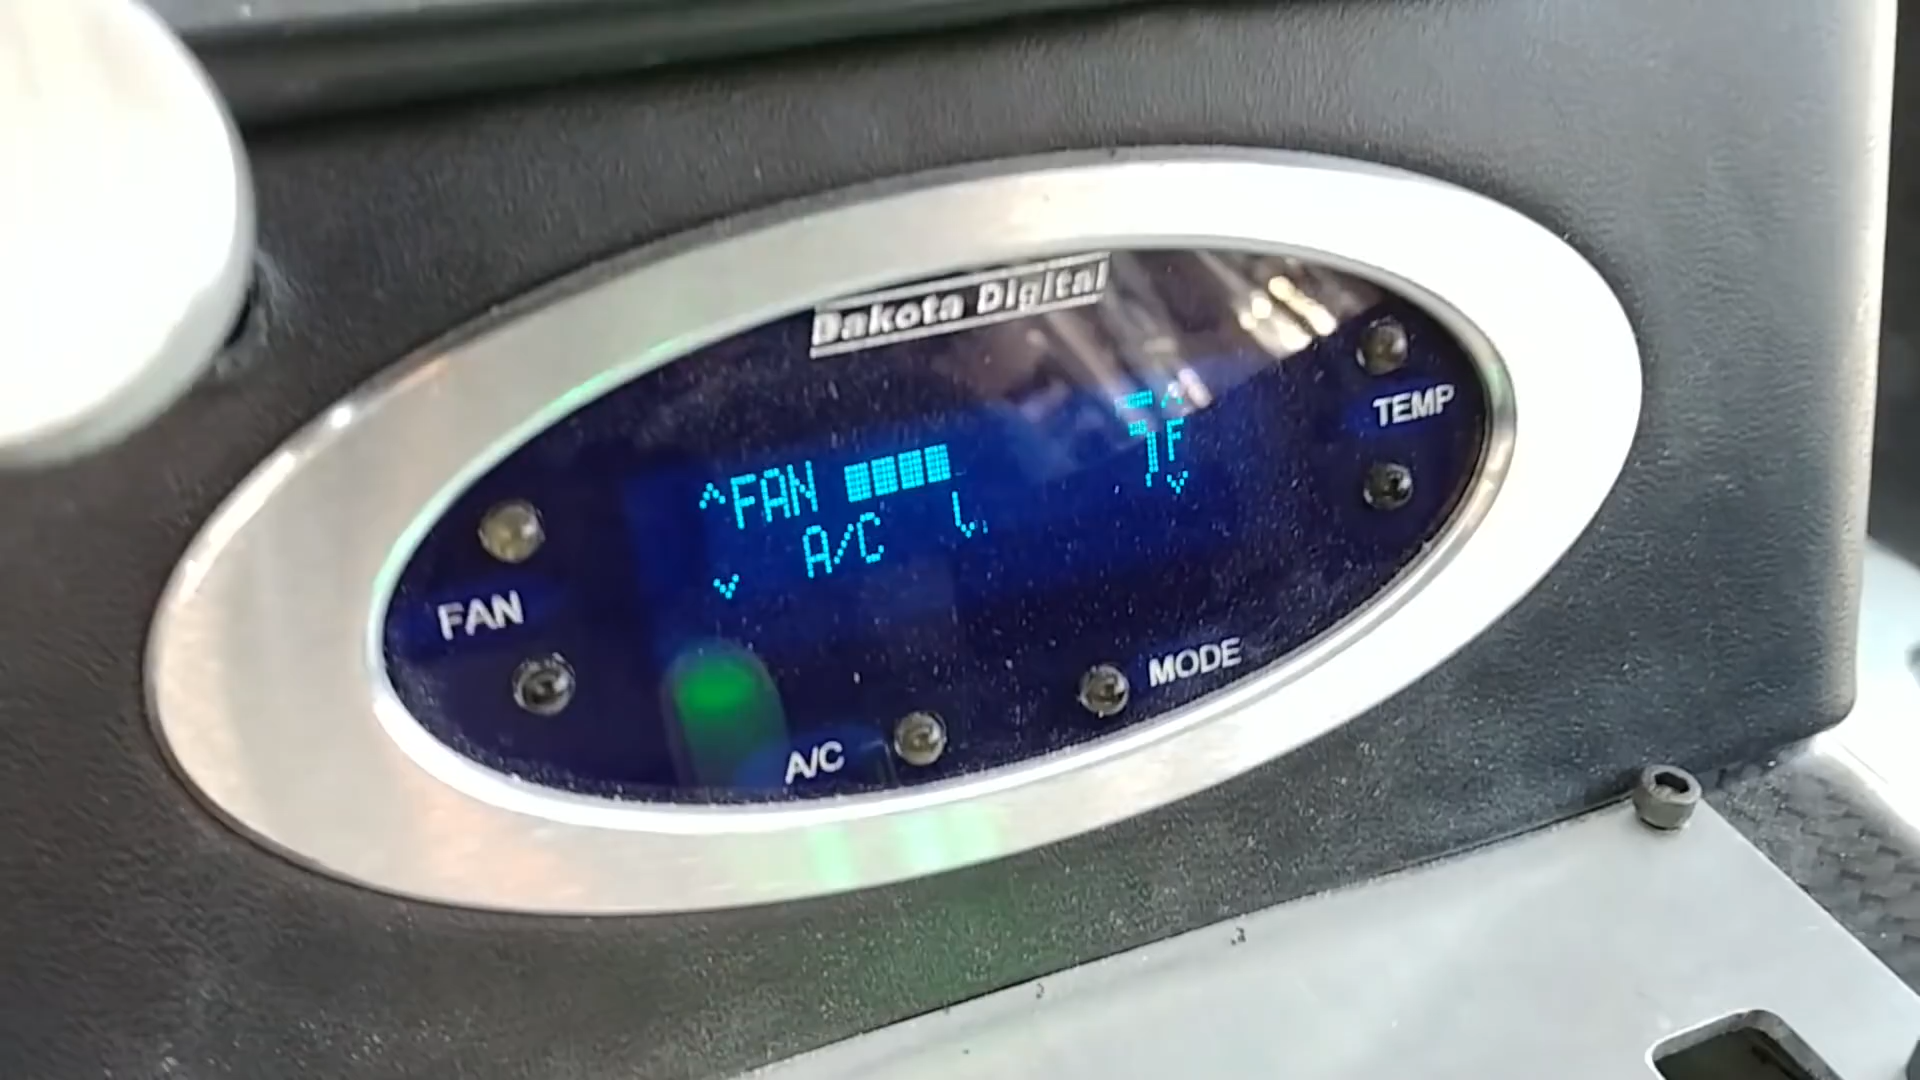 Dakota Digital
TEMP
^FAN
F
A/C
FAN
MODE
A/C